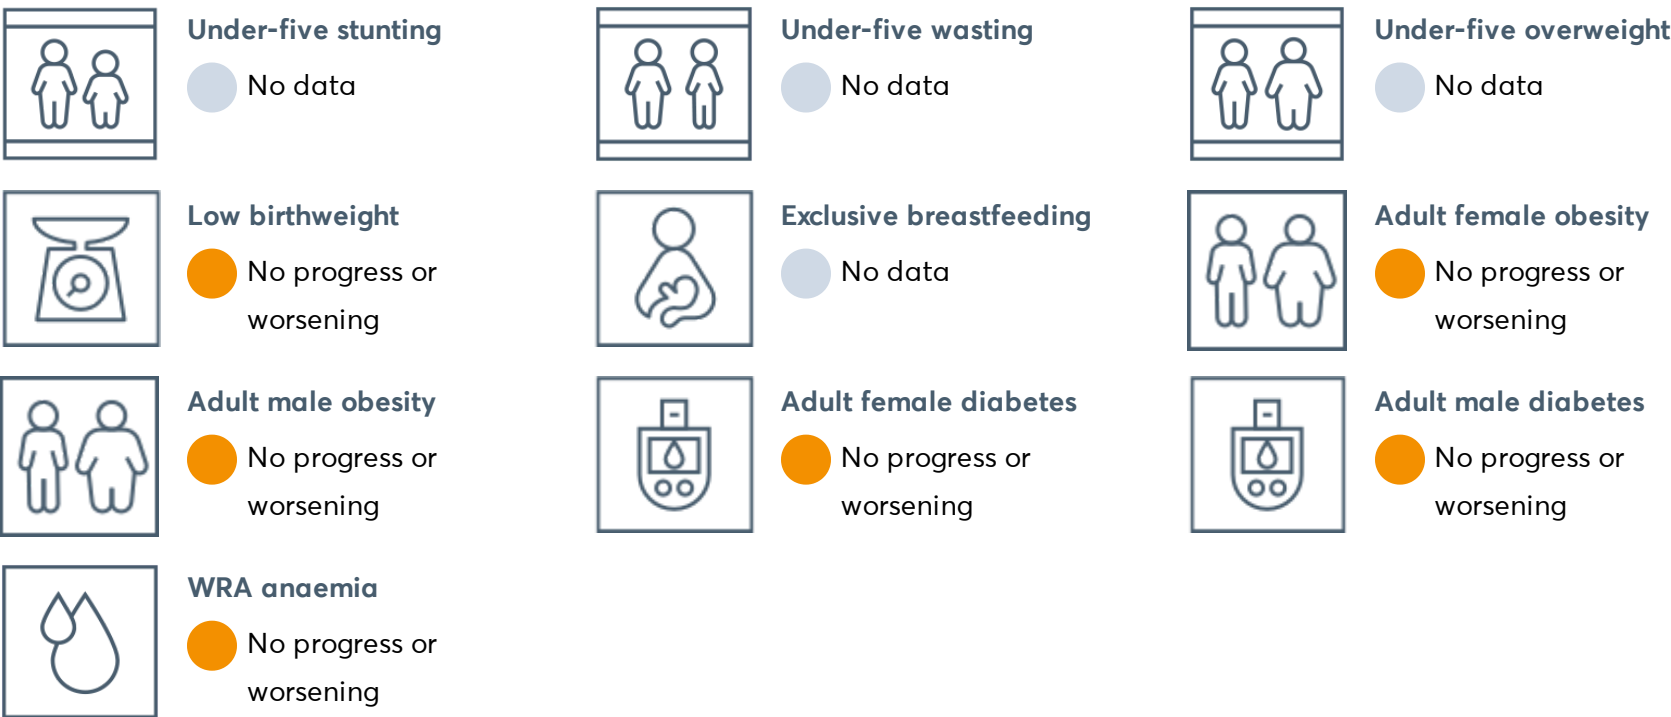 Under-five stunting
No data
Under-five wasting
No data
Under-five overweight
No data
Low birthweight
No progress or
worsening
Exclusive breastfeeding
No data
Adult female obesity
No progress or
worsening
Adult male obesity
No progress or
worsening
Adult female diabetes
No progress or
worsening
Adult male diabetes
No progress or
worsening
WRA anaemia
No progress or
worsening